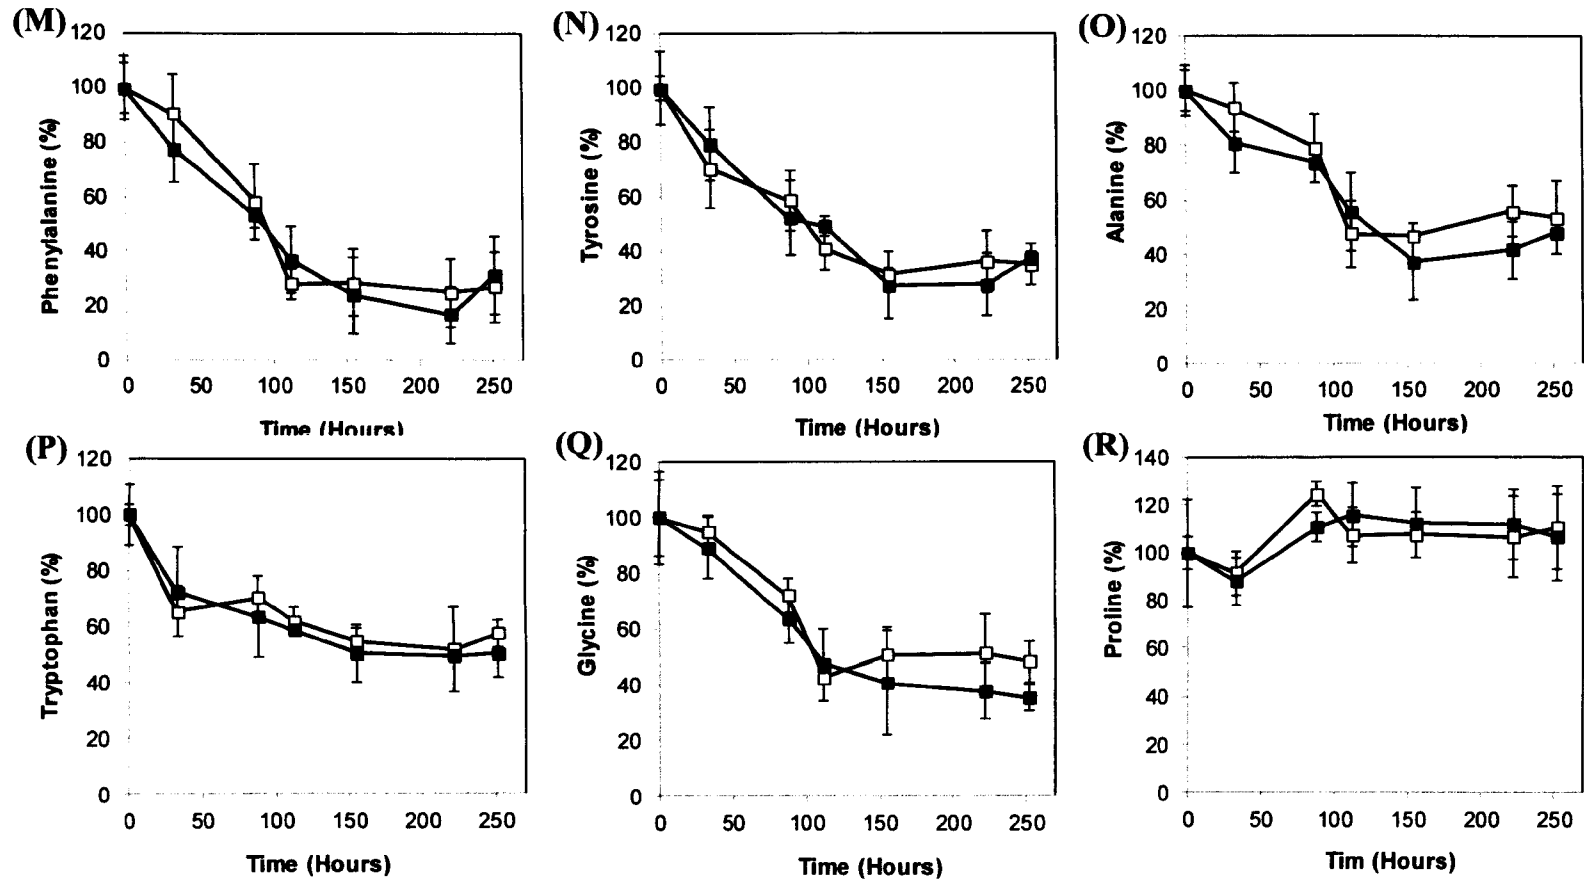 (M)
Phenylalanine (%)
120
100
80
60
40
20
0
0 50 100 150 200 250
Time (Hours)
(N)
Tyrosine (%)
120
100
80
60
40
20
0
0 50 100 150 200 250
Time (Hours)
(O)
Alanine (%)
120
100
80
60
40
20
0
0 50 100 150 200 250
Time (Hours)
(P)
Tryptophan (%)
120
100
80
60
40
20
0
0 50 100 150 200 250
Time (Hours)
(Q)
Glycine (%)
120
100
80
60
40
20
0
0 50 100 150 200 250
Time (Hours)
(R)
Proline (%)
140
120
100
80
60
40
20
0
0 50 100 150 200 250
Tim (Hours)